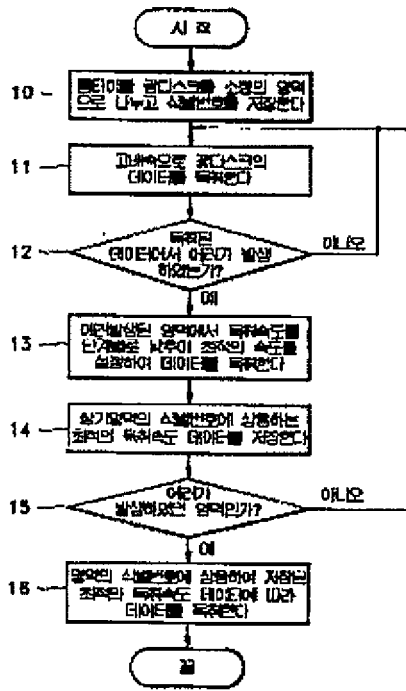 시 작
10
광디스크를 소정의 영역
으로 나누고 식별번호를 저장한다
11
고배속으로 광디스크의
데이터를 독취한다
12
독취된
데이터에서 에러가 발생
하였는가?
아니오
예
13
에러발생된 영역에서 독취속도를
단계별로 낮추어 최적의 속도를
설정하여 데이터를 독취한다
14
상기영역의 식별번호에 상응하는
최적의 독취속도 데이터를 저장한다
15
에러가
발생하였던 영역인가?
아니오
예
16
영역의 식별번호에 상응하여 저장된
최적의 독취속도 데이터에 따라
데이터를 독취한다
끝